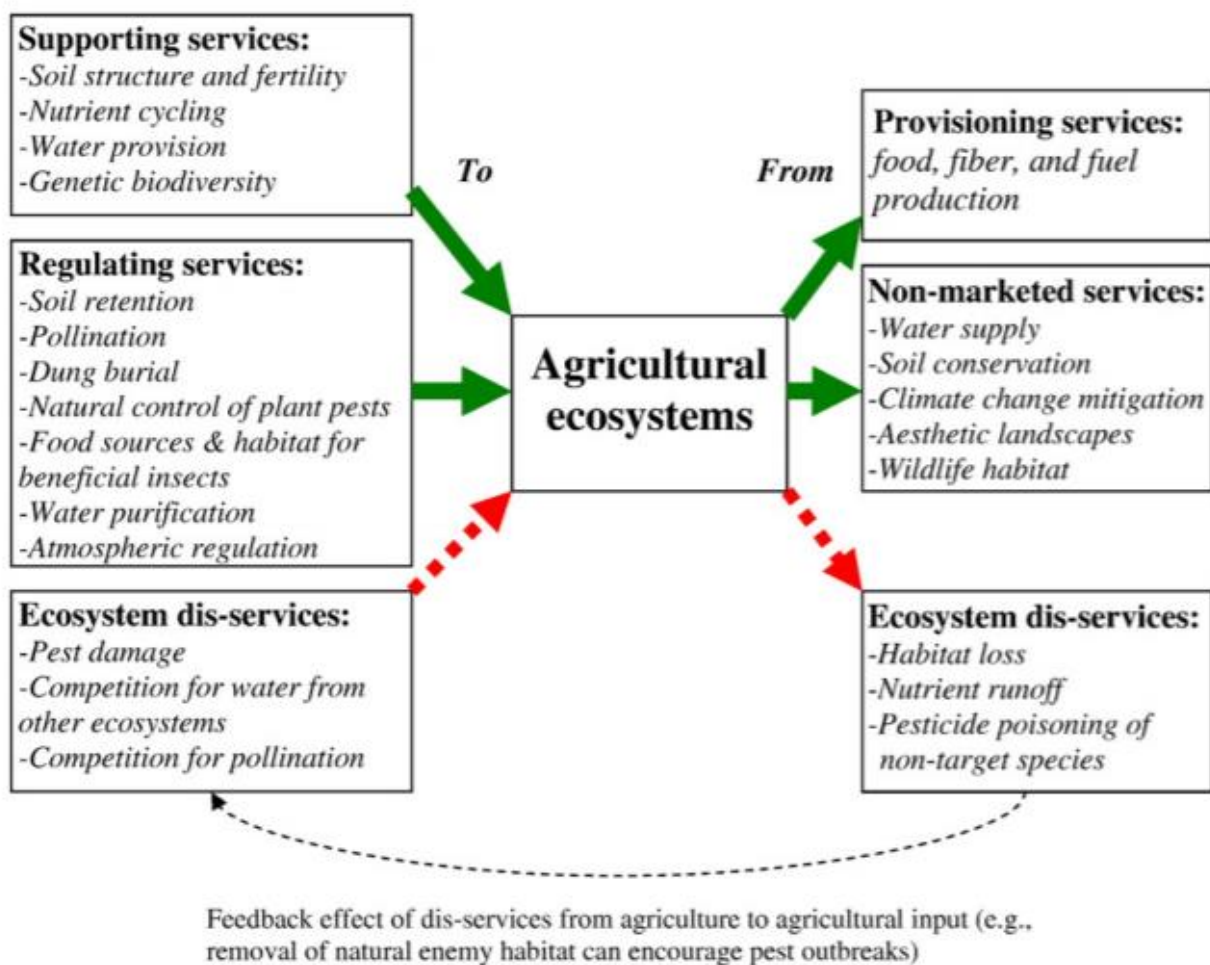 Supporting services:
-Soil structure and fertility
-Nutrient cycling
-Water provision
-Genetic biodiversity
Regulating services:
-Soil retention
-Pollination
-Dung burial
-Natural control of plant pests
-Food sources & habitat for
beneficial insects
-Water purification
-Atmospheric regulation
Ecosystem dis-services:
-Pest damage
-Competition for water from
other ecosystems
-Competition for pollination
To
From
Agricultural
ecosystems
Provisioning services:
food, fiber, and fuel
production
Non-marketed services:
-Water supply
-Soil conservation
-Climate change mitigation
-Aesthetic landscapes
-Wildlife habitat
Ecosystem dis-services:
-Habitat loss
-Nutrient runoff
-Pesticide poisoning of
non-target species
Feedback effect of dis-services from agriculture to agricultural input (e.g.,
removal of natural enemy habitat can encourage pest outbreaks)